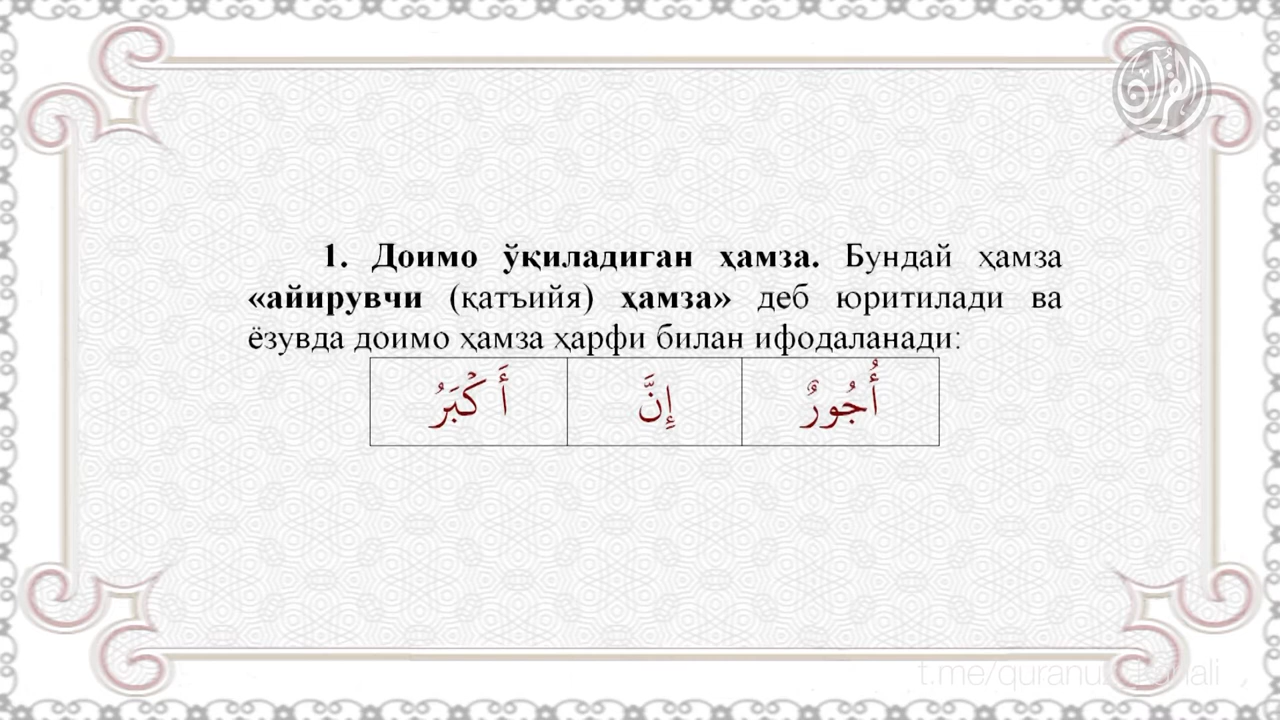 القرآن
1. Доимо ўқиладиган ҳамза. Бундай ҳамза
«айирувчи (қатъийя) ҳамза» деб юритилади ва
ёзувда доимо ҳамза ҳарфи билан ифодаланади:
أُجُورٌ إِنَّ أَكْبَرُ